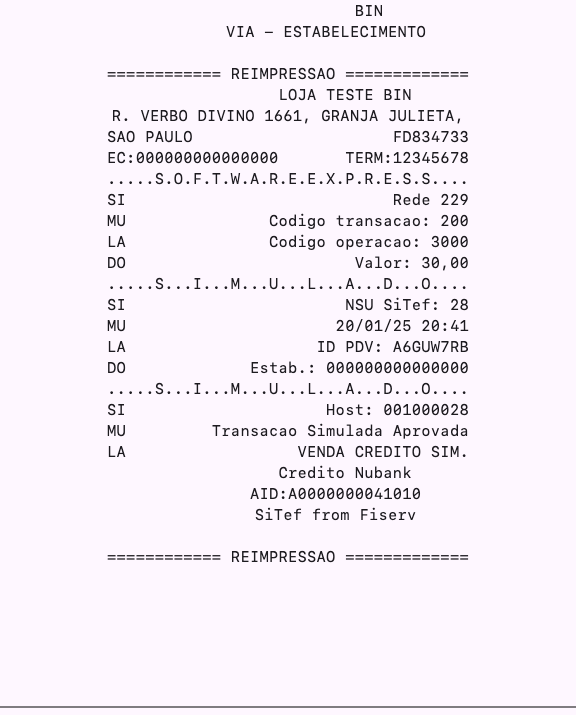 BIN
VIA – ESTABELECIMENTO
============ REIMPRESSAO =============
LOJA TESTE BIN
R. VERBO DIVINO 1661, GRANJA JULIETA,
SAO PAULO FD834733
EC:000000000000000 TERM:12345678
.....S.O.F.T.W.A.R.E.E.X.P.R.E.S.S....
SI Rede 229
MU Codigo transacao: 200
LA Codigo operacao: 3000
DO Valor: 30,00
.....S...I...M...U...L...A...D...O....
SI NSU SiTef: 28
MU 20/01/25 20:41
LA ID PDV: A6GUW7RB
DO Estab.: 000000000000000
.....S...I...M...U...L...A...D...O....
SI Host: 001000028
MU Transacao Simulada Aprovada
LA VENDA CREDITO SIM.
Credito Nubank
AID:A0000000041010
SiTef from Fiserv
============ REIMPRESSAO =============